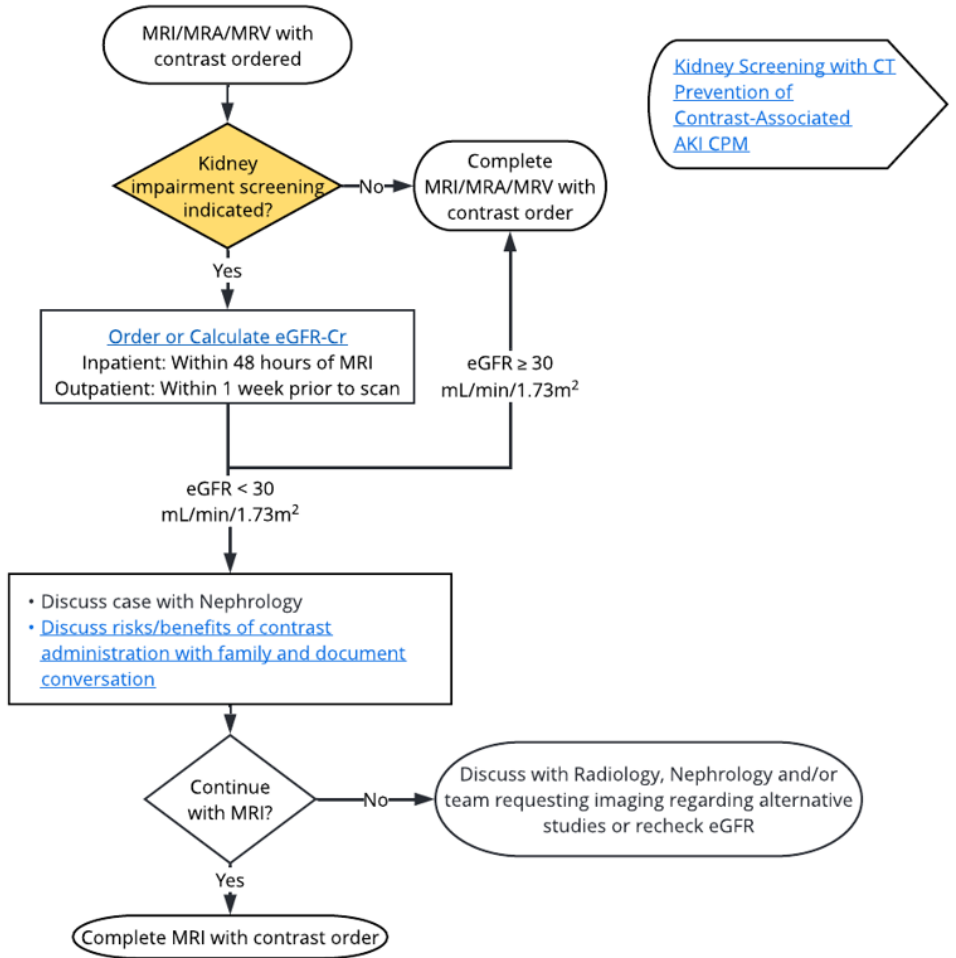 MRI/MRA/MRV with
contrast ordered
Kidney Screening with CT
Prevention of
Contrast-Associated
AKI CPM
Kidney
impairment screening
indicated?
No
Complete
MRI/MRA/MRV with
contrast order
Yes
Order or Calculate eGFR-Cr
Inpatient: Within 48 hours of MRI
Outpatient: Within 1 week prior to scan
eGFR ≥ 30
mL/min/1.73m²
eGFR < 30
mL/min/1.73m²
• Discuss case with Nephrology
• Discuss risks/benefits of contrast
administration with family and document
conversation
Continue
with MRI?
No
Discuss with Radiology, Nephrology and/or
team requesting imaging regarding alternative
studies or recheck eGFR
Yes
Complete MRI with contrast order